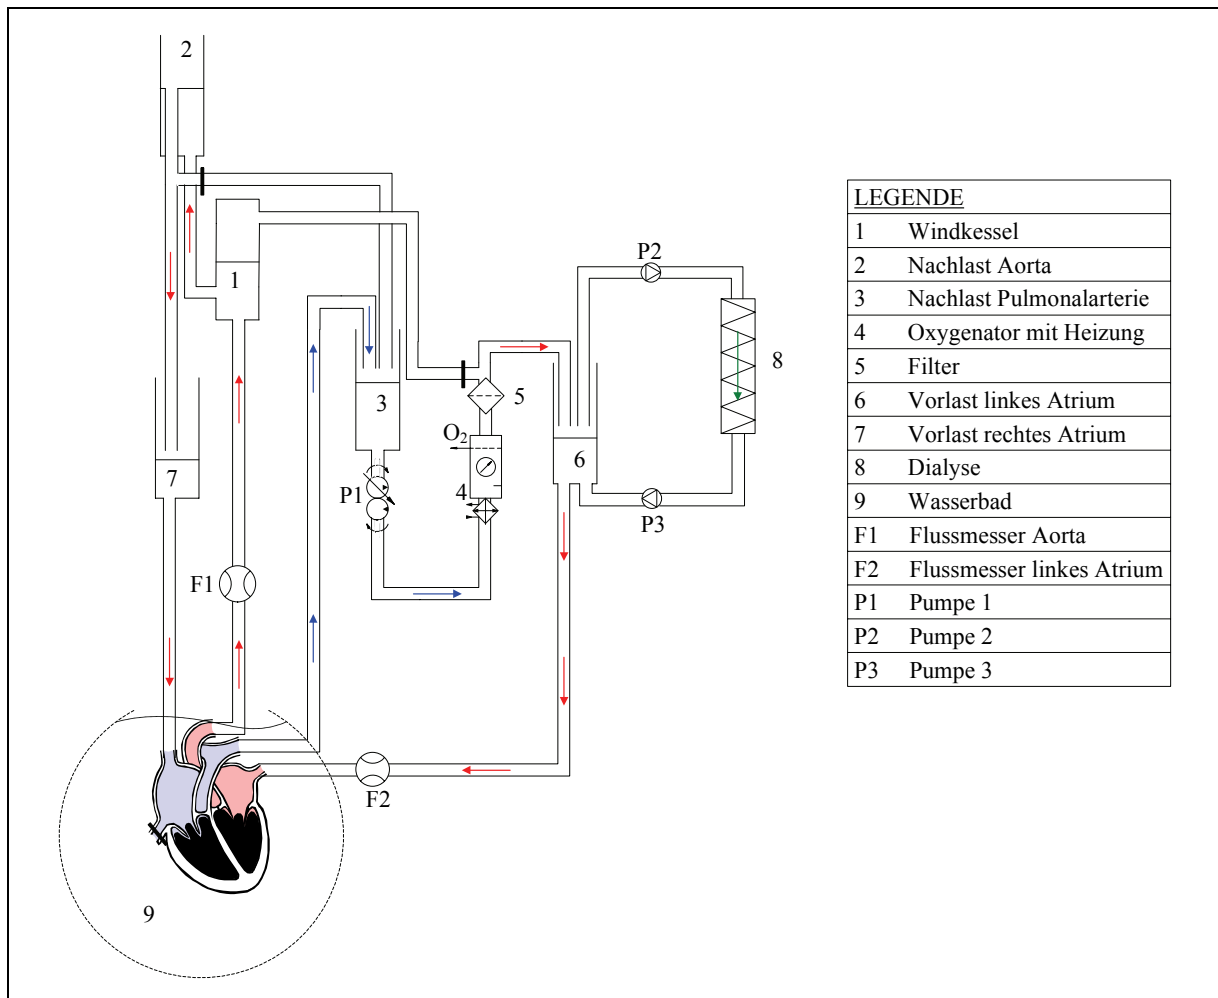 2
1
P2
3
5
8
O₂
7
6
P1
4
P3
F1
F2
9
LEGENDE
1 Windkessel
2 Nachlast Aorta
3 Nachlast Pulmonalarterie
4 Oxygenator mit Heizung
5 Filter
6 Vorlast linkes Atrium
7 Vorlast rechtes Atrium
8 Dialyse
9 Wasserbad
F1 Flussmesser Aorta
F2 Flussmesser linkes Atrium
P1 Pumpe 1
P2 Pumpe 2
P3 Pumpe 3